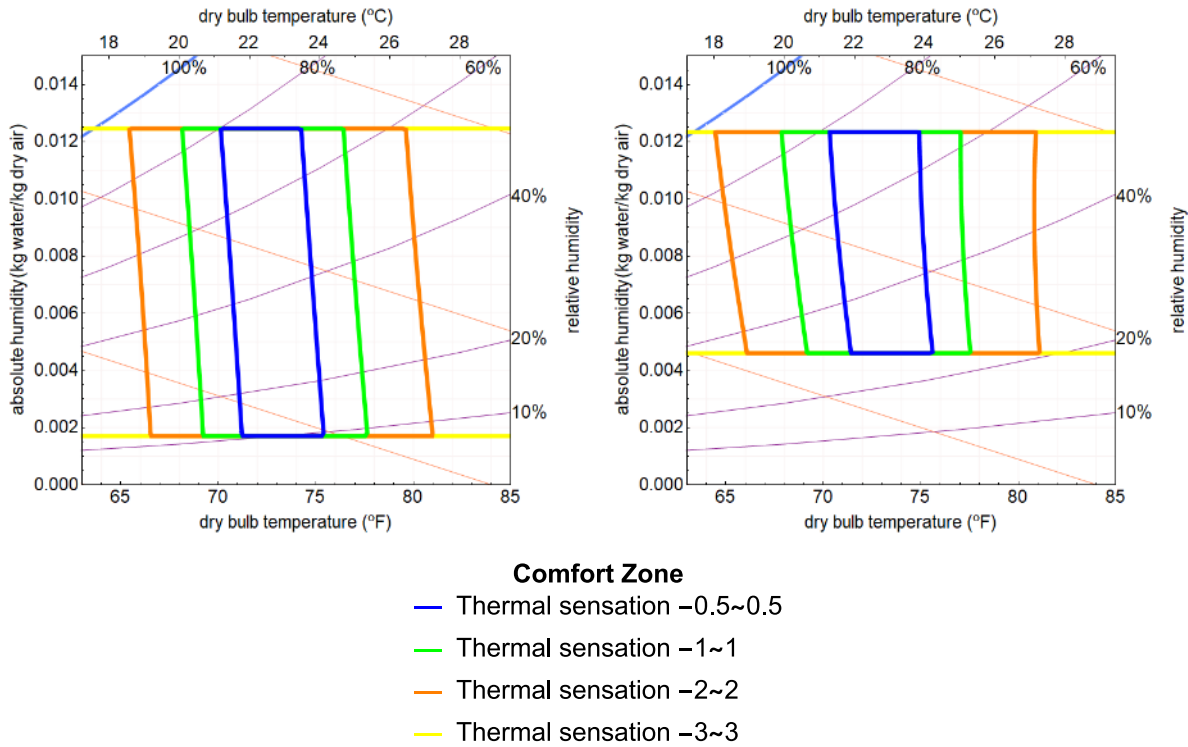 dry bulb temperature (°C)
18 20 22 24 26 28
100% 80% 60%
0.014
0.012
0.010
0.008
0.006
0.004
0.002
0.000
absolute humidity(kg water/kg dry air)
40%
20%
10%
relative humidity
65 70 75 80 85
dry bulb temperature (°F)
dry bulb temperature (°C)
18 20 22 24 26 28
100% 80% 60%
0.014
0.012
0.010
0.008
0.006
0.004
0.002
0.000
absolute humidity(kg water/kg dry air)
40%
20%
10%
relative humidity
65 70 75 80 85
dry bulb temperature (°F)
Comfort Zone
Thermal sensation −0.5~0.5
Thermal sensation −1~1
Thermal sensation −2~2
Thermal sensation −3~3